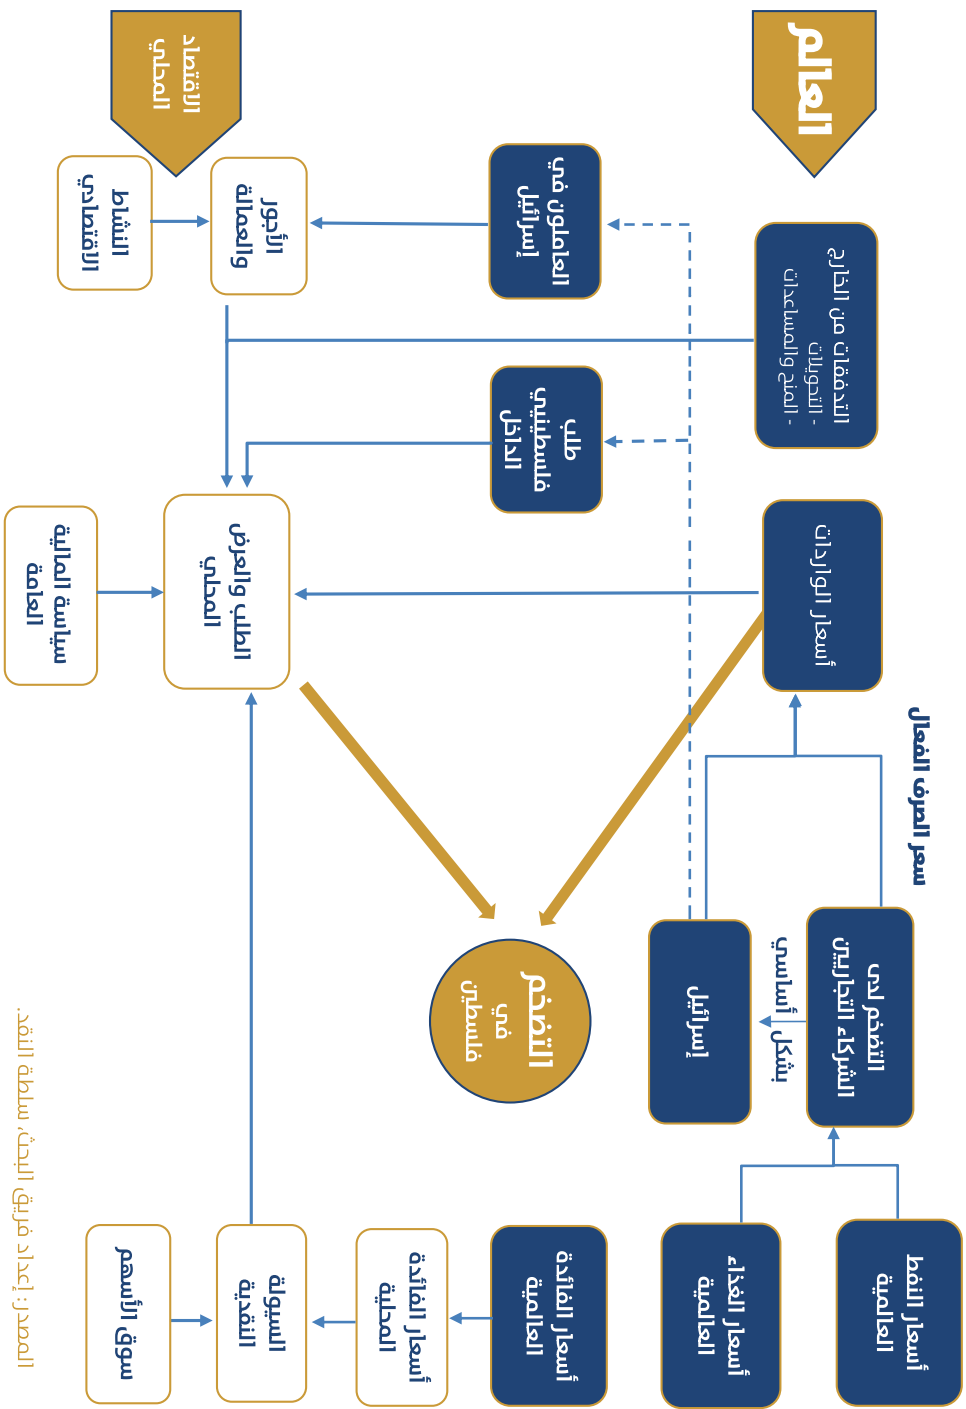 العالم
الاقتصاد
المحلي
التدفقات من الخارج
- التحويلات
- المنح والمساعدات
العاملون في
إسرائيل
الأجور
والعمالة
النشاط
الاقتصادي
طلب
فلسطينيي
الداخل
أسعار الواردات
الطلب والعرض
المحلي
سياسة المالية
العامة
سعر الصرف الفعال
التضخم لدى
الشركاء التجاريين
بشكل أساسي
إسرائيل
التضخم
في
فلسطين
أسعار النفط
العالمية
أسعار الغذاء
العالمية
أسعار الفائدة
العالمية
أسعار الفائدة
المحلية
السيولة
النقدية
سوق الأسهم
المصدر: إعداد فريق البحث، سلطة النقد.